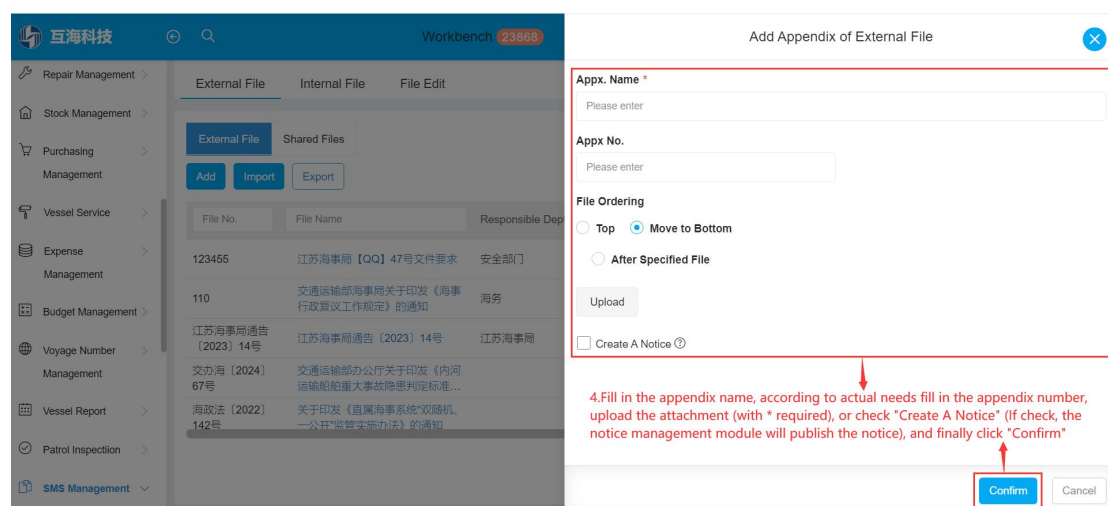 互海科技
Workbench 23868
Repair Management
Stock Management
Purchasing
Management
Vessel Service
Expense
Management
Budget Management
Voyage Number
Management
Vessel Report
Patrol Inspectiion
SMS Management
External File Internal File File Edit
External File Shared Files
Add Import Export
File No. File Name Responsible Dep
123455 江苏海事局【QQ】47号文件要求 安全部门
110 交通运输部海事局关于印发《海事
行政复议工作规定》的通知 海务
江苏海事局通告
〔2023〕14号 江苏海事局通告〔2023〕14号 江苏海事局
交办海〔2024〕
67号 交通运输部办公厅关于印发《内河
运输船舶重大事故隐患判定标准...
海政法〔2022〕
142号 关于印发《直属海事系统"双随机、
一公开"监管实施办法》的通知
Add Appendix of External File
Appx. Name *
Please enter
Appx No.
Please enter
File Ordering
Top Move to Bottom
After Specified File
Upload
Create A Notice
4.Fill in the appendix name, according to actual needs fill in the appendix number,
upload the attachment (with * required), or check "Create A Notice" (If check, the
notice management module will publish the notice), and finally click "Confirm"
Confirm Cancel